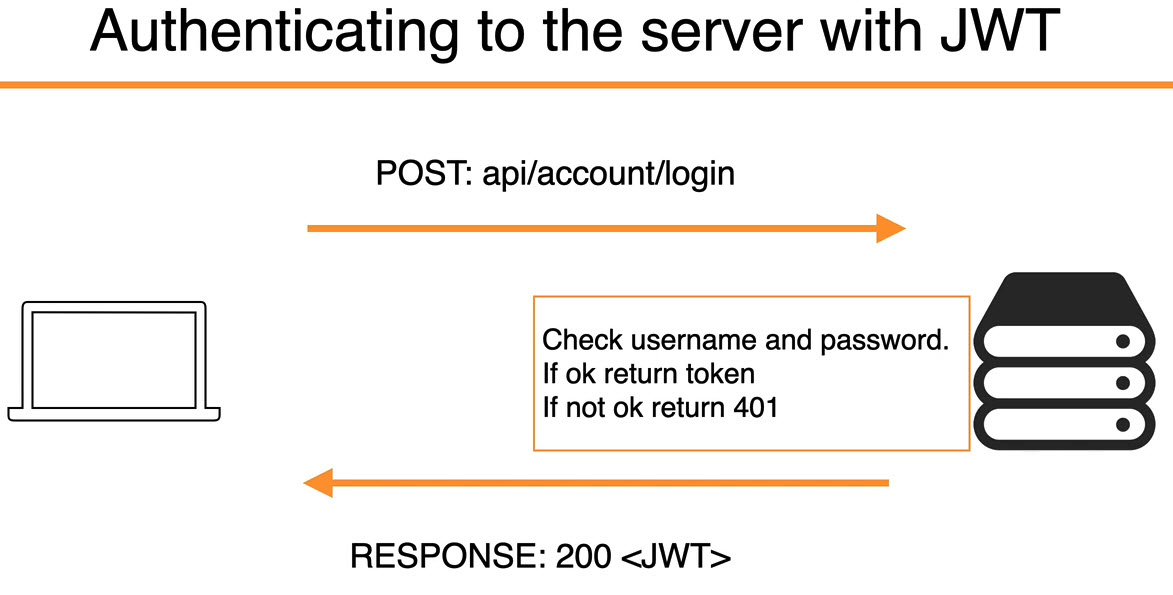 Authenticating to the server with JWT
POST: api/account/login
Check username and password.
If ok return token
If not ok return 401
RESPONSE: 200 <JWT>